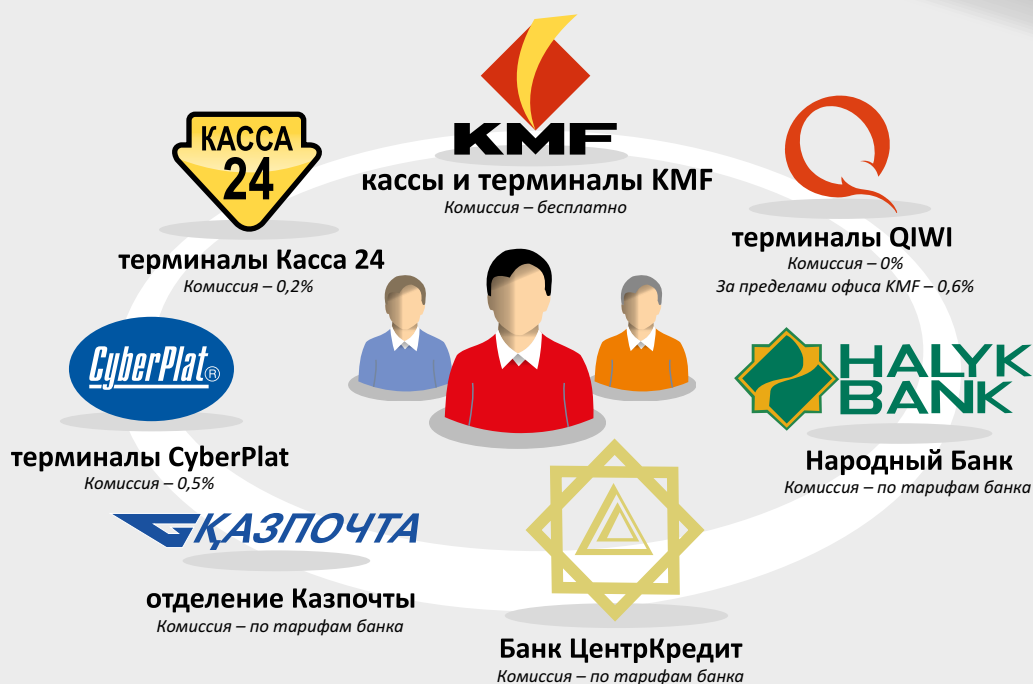 KMF
кассы и терминалы KMF
Комиссия – бесплатно
КАССА
24
терминалы Касса 24
Комиссия – 0,2%
терминалы QIWI
Комиссия – 0%
За пределами офиса KMF – 0,6%
CyberPlat®
терминалы CyberPlat
Комиссия – 0,5%
HALYK
BANK
Народный Банк
Комиссия – по тарифам банка
ҚАЗПОЧТА
отделение Казпочты
Комиссия – по тарифам банка
Банк ЦентрКредит
Комиссия – по тарифам банка